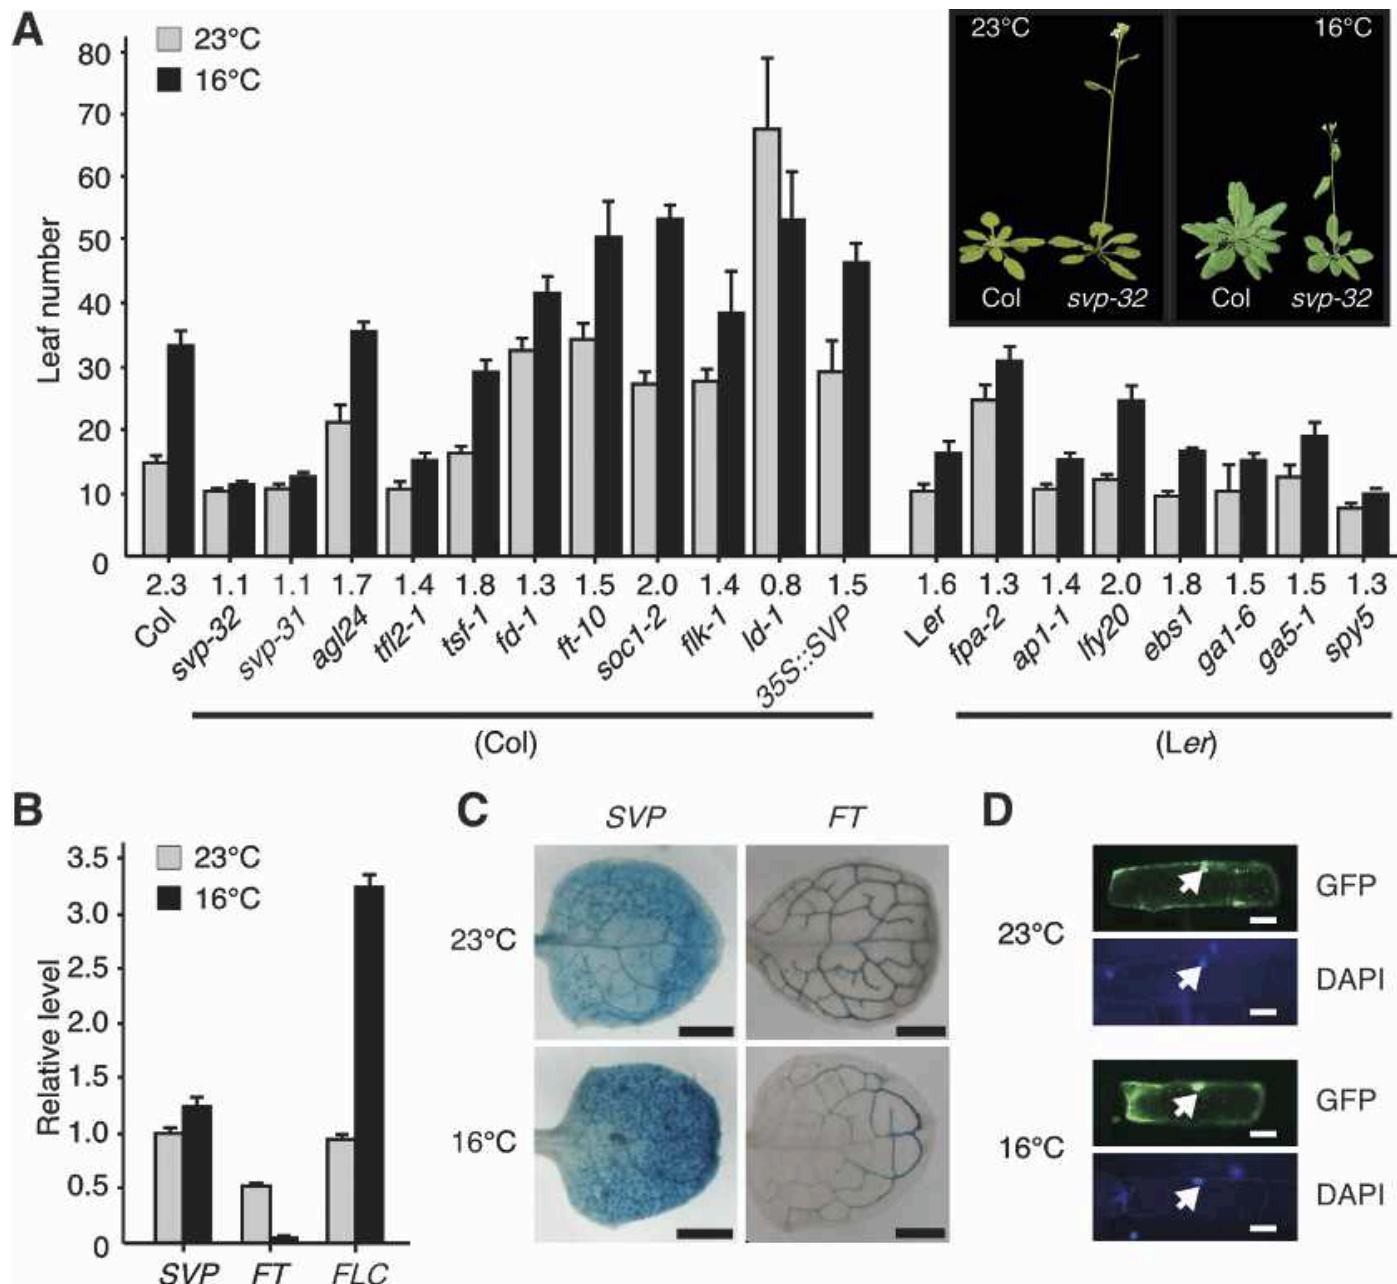 A
23°C
16°C
80
70
60
50
40
30
20
10
0
Leaf number
23°C
16°C
Col
svp-32
Col
svp-32
2.3 1.1 1.1 1.7 1.4 1.8 1.3 1.5 2.0 1.4 0.8 1.5 1.6 1.3 1.4 2.0 1.8 1.5 1.5 1.3
Col svp-32 svp-31 agl24 tfl2-1 tsf-1 fd-1 ft-10 soc1-2 flk-1 ld-1 35S::SVP Ler fpa-2 ap1-1 lfy20 ebs1 ga1-6 ga5-1 spy5
(Col)
(Ler)
B
23°C
16°C
3.5
3.0
2.5
2.0
1.5
1.0
0.5
0
Relative level
SVP FT FLC
C
SVP FT
23°C
16°C
D
23°C
GFP
DAPI
16°C
GFP
DAPI